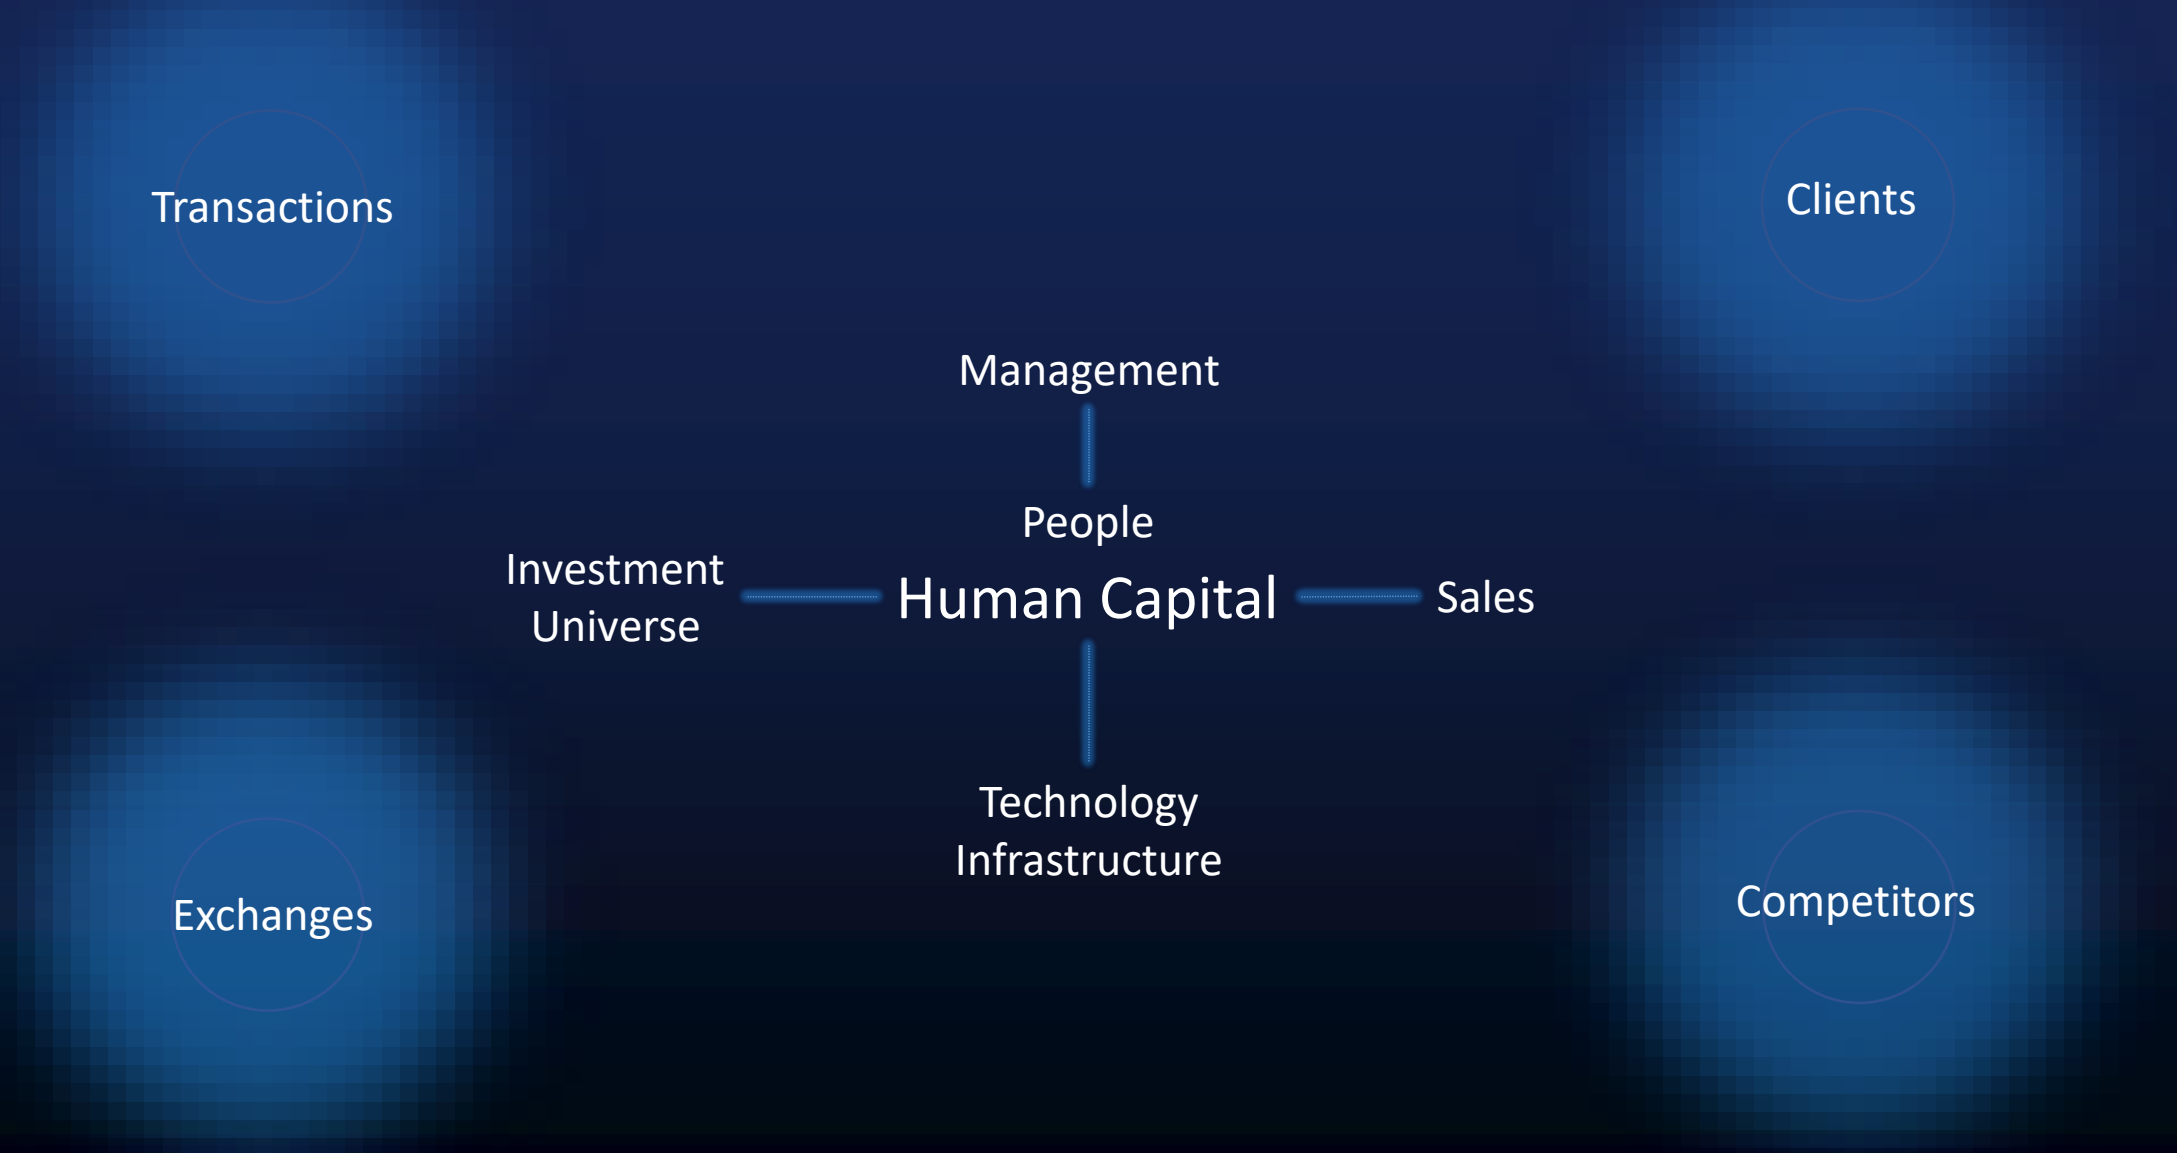 Transactions
Clients
Management
People
Investment
Universe
Human Capital
Sales
Technology
Infrastructure
Exchanges
Competitors